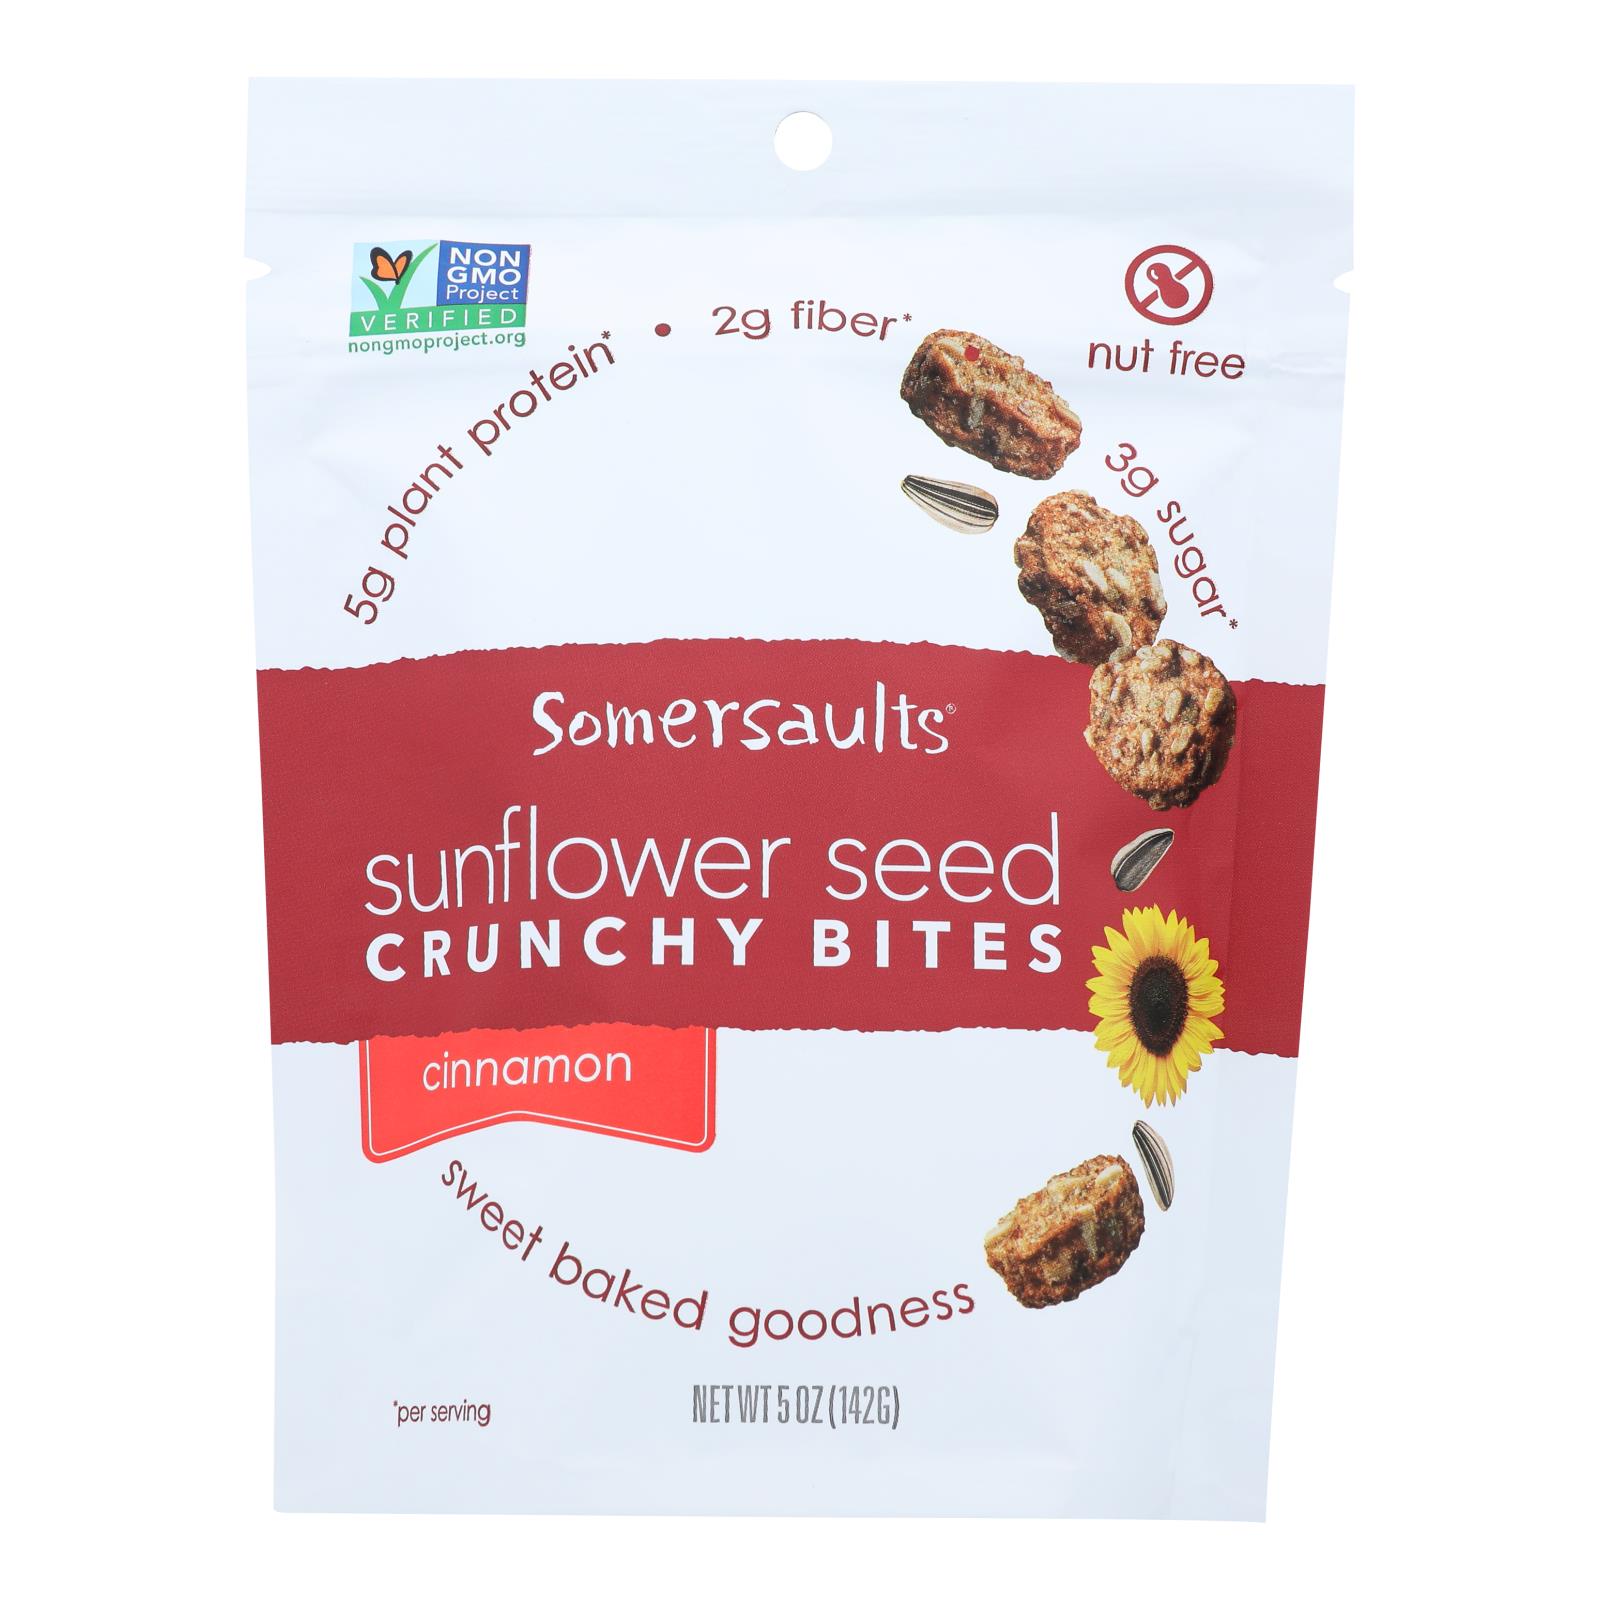 NON
GMO
Project
VERIFIED
nongmoproject.org
5g plant protein* • 2g fiber*
3g sugar*
nut free
Somersaults®
sunflower seed
CRUNCHY BITES
cinnamon
sweet baked goodness
*per serving
NET WT 5 OZ (142G)